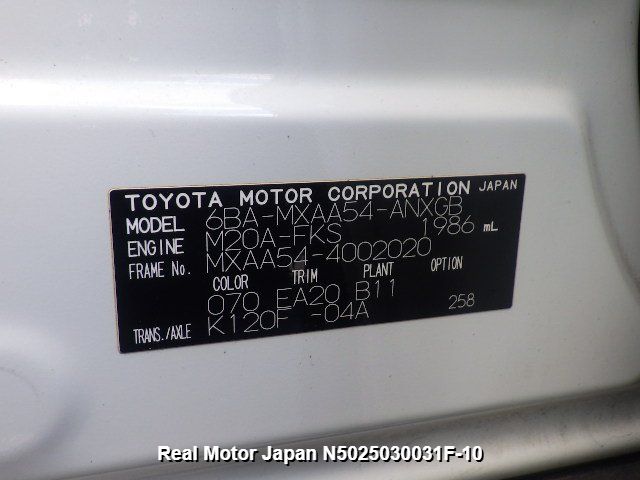 TOYOTA MOTOR CORPORATION JAPAN
MODEL 6BA-MXAA54-ANXGB
ENGINE M20A-FKS 1986 mL
FRAME No. MXAA54-4002020
COLOR TRIM PLANT OPTION
070 EA20 B11
258
TRANS./AXLE K120F -04A
Real Motor Japan N5025030031F-10